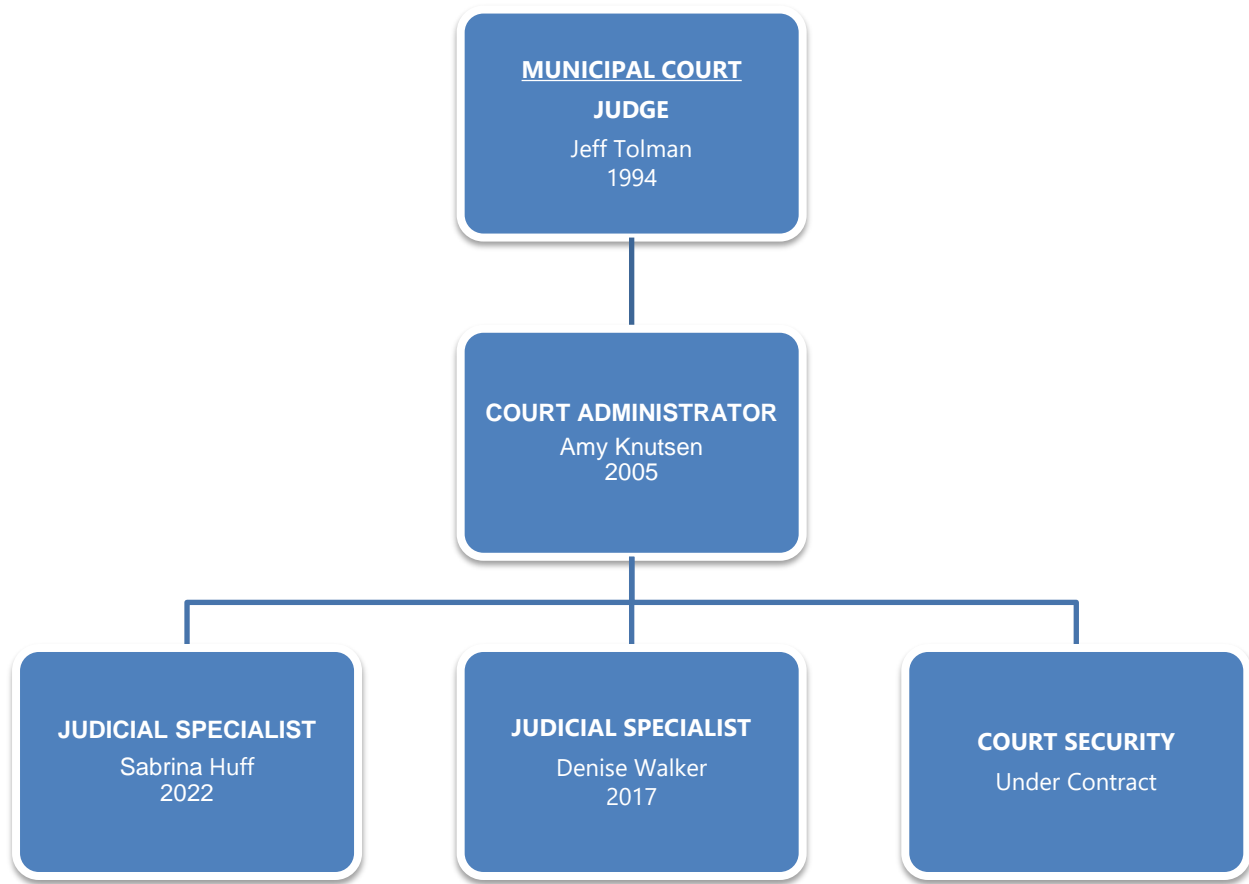 MUNICIPAL COURT
JUDGE
Jeff Tolman
1994
COURT ADMINISTRATOR
Amy Knutsen
2005
JUDICIAL SPECIALIST
Sabrina Huff
2022
JUDICIAL SPECIALIST
Denise Walker
2017
COURT SECURITY
Under Contract